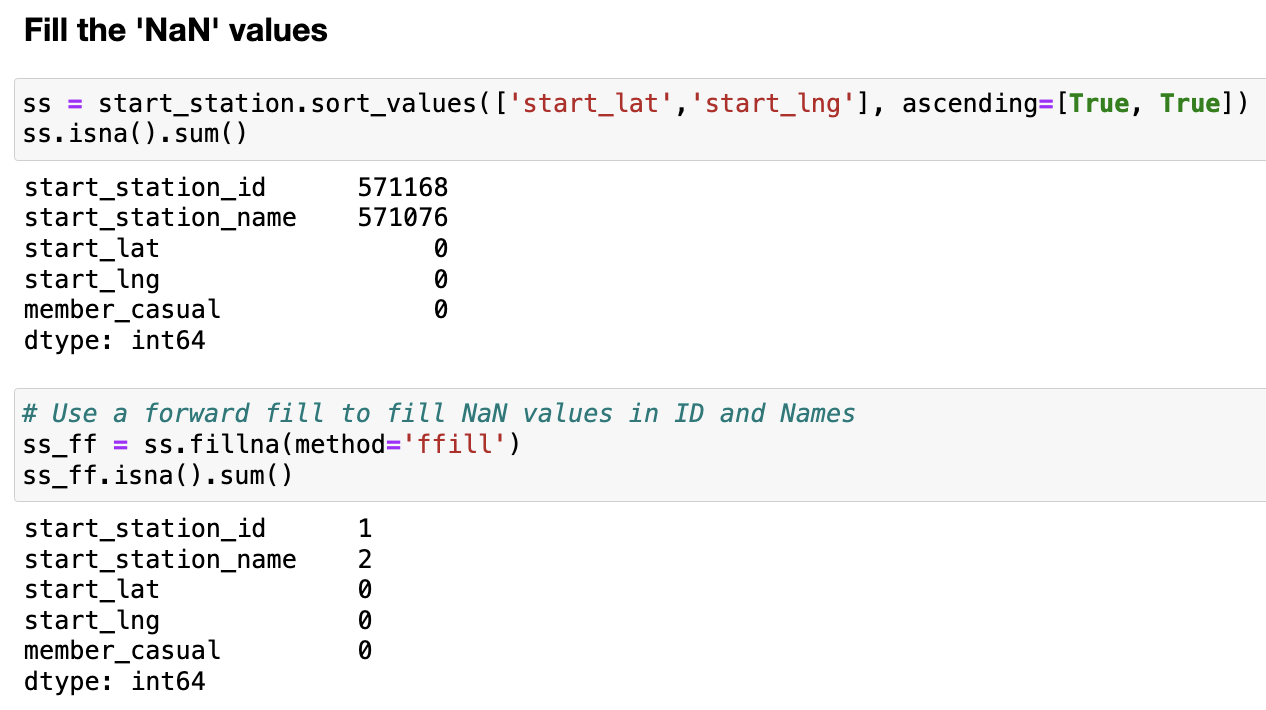 Fill the 'NaN' values
ss = start_station.sort_values(['start_lat','start_lng'], ascending=[True, True])
ss.isna().sum()
start_station_id 571168
start_station_name 571076
start_lat 0
start_lng 0
member_casual 0
dtype: int64
# Use a forward fill to fill NaN values in ID and Names
ss_ff = ss.fillna(method='ffill')
ss_ff.isna().sum()
start_station_id 1
start_station_name 2
start_lat 0
start_lng 0
member_casual 0
dtype: int64